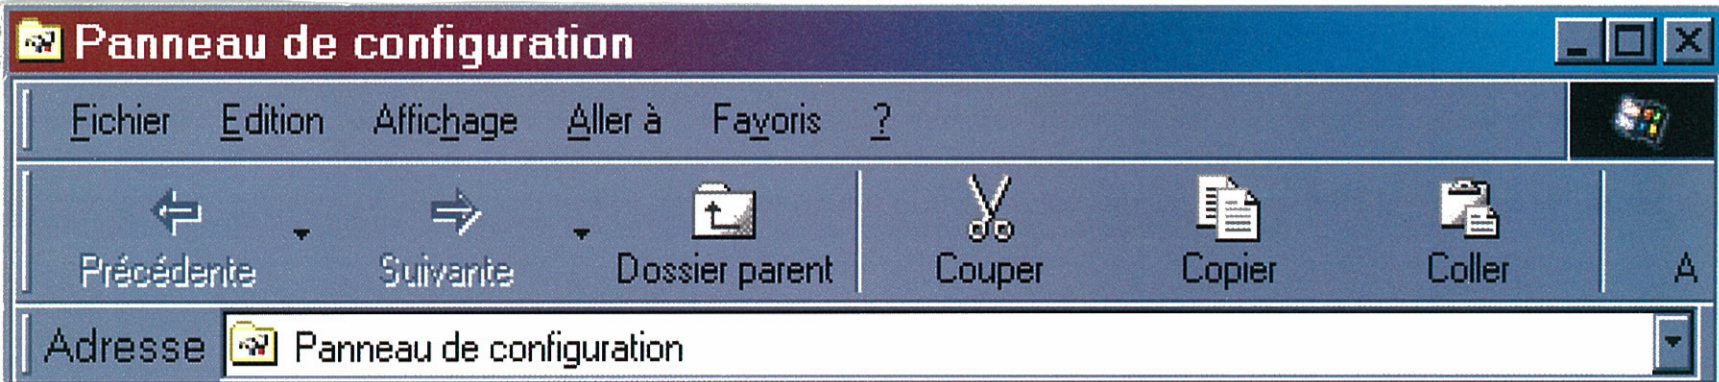 Panneau de configuration
Fichier Edition Affichage Aller à Favoris ?
Précédente Suivante Dossier parent Couper Copier Coller A
Adresse Panneau de configuration